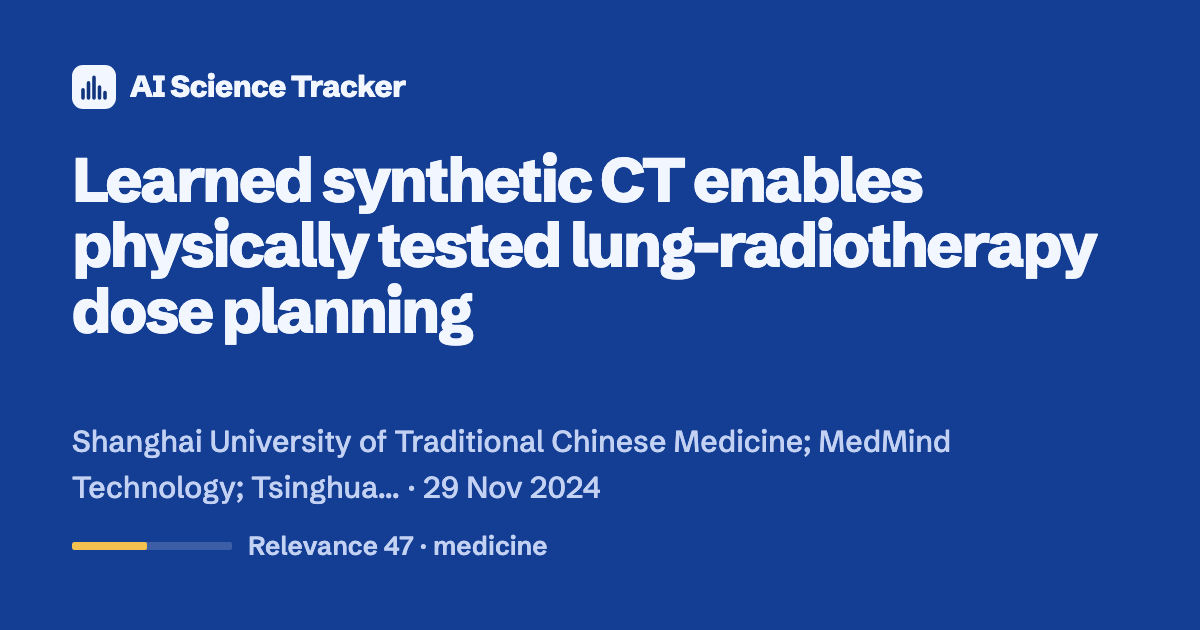 AI Science Tracker
Learned synthetic CT enables
physically tested lung-radiotherapy
dose planning
Shanghai University of Traditional Chinese Medicine; MedMind
Technology; Tsinghua... · 29 Nov 2024
Relevance 47 · medicine